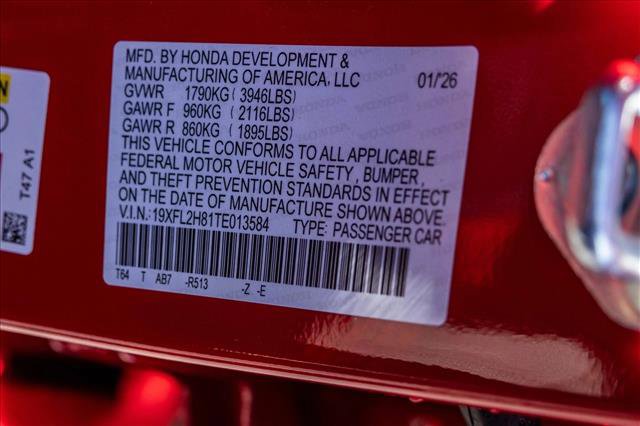 MFD. BY HONDA DEVELOPMENT &
MANUFACTURING OF AMERICA, LLC 01/26
GVWR 1790KG (3946LBS)
GAWR F 960KG (2116LBS)
GAWR R 860KG (1895LBS)
THIS VEHICLE CONFORMS TO ALL APPLICABLE
FEDERAL MOTOR VEHICLE SAFETY, BUMPER,
AND THEFT PREVENTION STANDARDS IN EFFECT
ON THE DATE OF MANUFACTURE SHOWN ABOVE.
V.I.N.: 19XFL2H81TE013584 TYPE: PASSENGER CAR
T64 T AB7 -R513 -Z -E
T47 A1